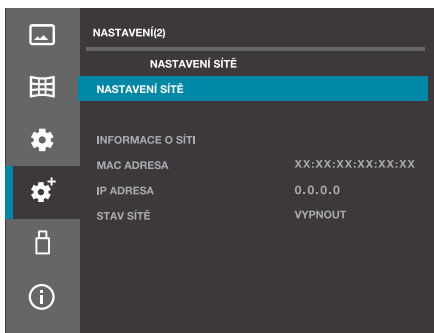 NASTAVENÍ(2)
NASTAVENÍ SÍTĚ
NASTAVENÍ SÍTĚ
INFORMACE O SÍTI
MAC ADRESA XX:XX:XX:XX:XX:XX
IP ADRESA 0.0.0.0
STAV SÍTĚ VYPNOUT